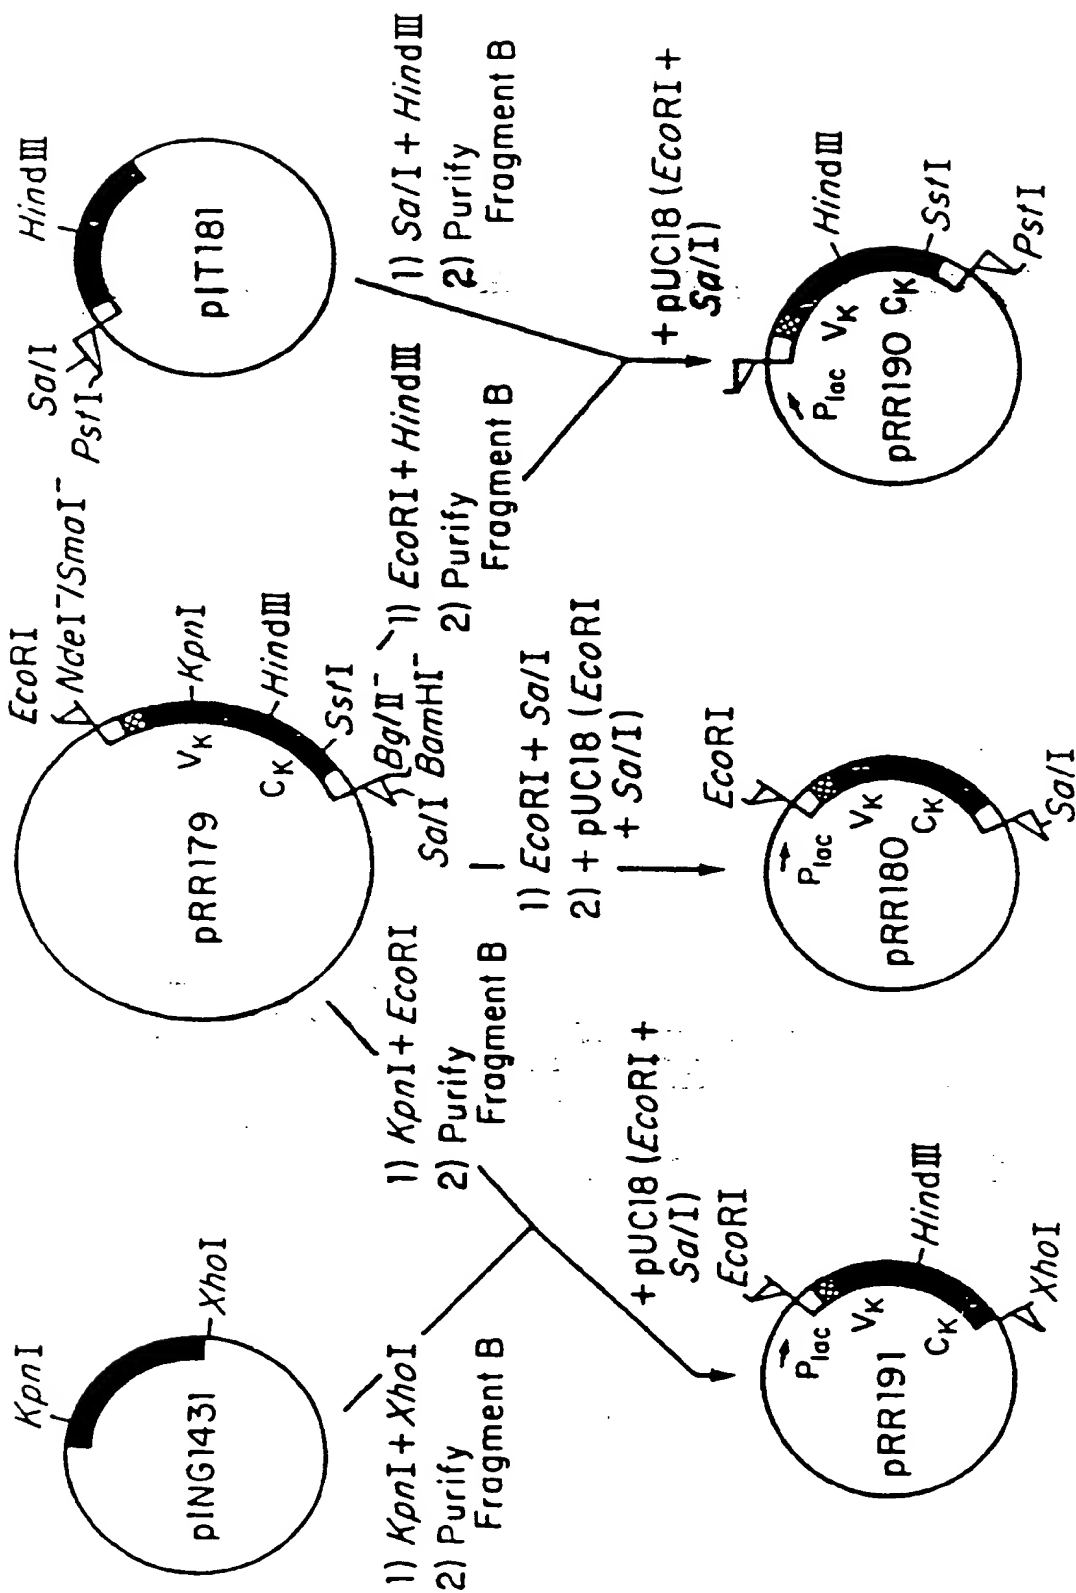 KpnI
XhoI
pING1431
1) KpnI + XhoI
2) Purify
Fragment B
EcoRI
NdeI⁻/SmaI⁻
KpnI
VK
HindIII
CK
SstI
BglII⁻
SalI BamHI⁻
pRR179
1) KpnI + EcoRI
2) Purify
Fragment B
1) EcoRI + SalI
2) + pUC18 (EcoRI
+ SalI)
1) EcoRI + HindIII
2) Purify
Fragment B
SalI
PstI
HindIII
pIT181
1) SalI + HindIII
2) Purify
Fragment B
+ pUC18 (EcoRI +
SalI)
EcoRI
Plac
VK
HindIII
CK
XhoI
pRR191
EcoRI
Plac
VK
CK
SalI
pRR180
+ pUC18 (EcoRI +
SalI)
Plac
VK
HindIII
CK
SstI
PstI
pRR190